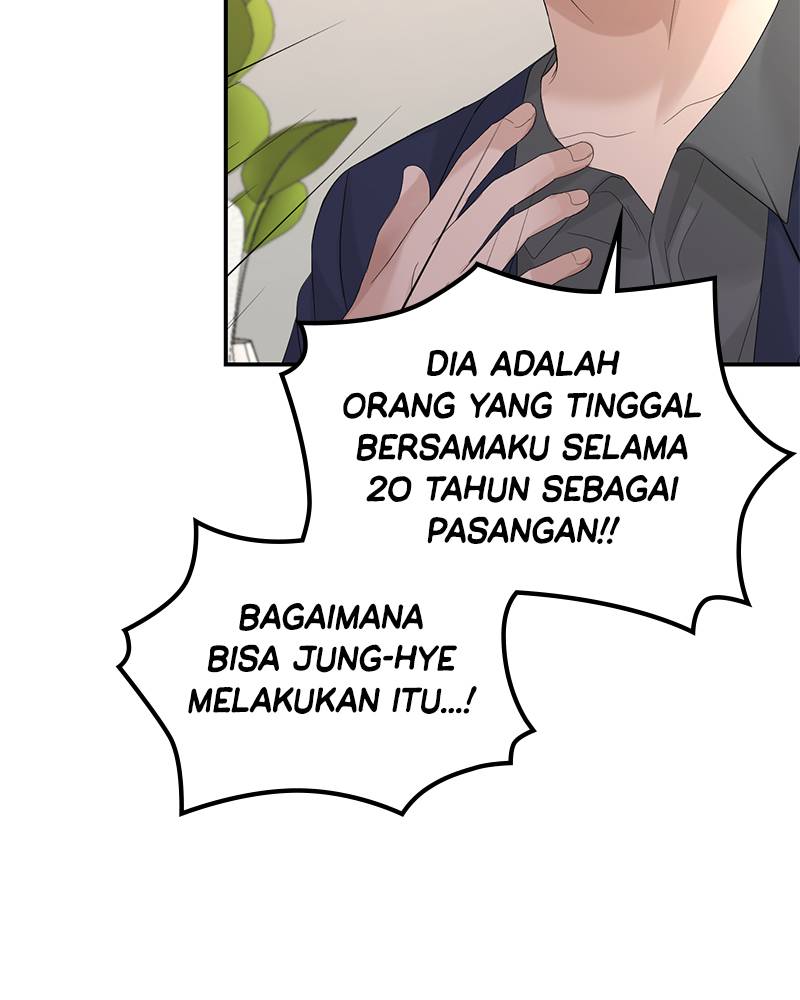 DIA ADALAH
ORANG YANG TINGGAL
BERSAMAKU SELAMA
20 TAHUN SEBAGAI
PASANGAN!!
BAGAIMANA
BISA JUNG-HYE
MELAKUKAN ITU...!